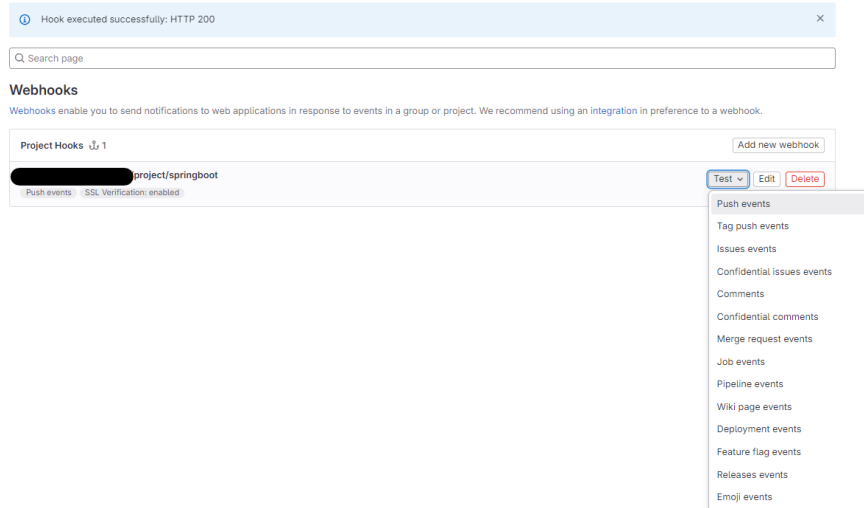 Hook executed successfully: HTTP 200
Search page
Webhooks
Webhooks enable you to send notifications to web applications in response to events in a group or project. We recommend using an integration in preference to a webhook.
Project Hooks 1
Add new webhook
project/springboot
Test Edit Delete
Push events SSL Verification: enabled
Push events
Tag push events
Issues events
Confidential issues events
Comments
Confidential comments
Merge request events
Job events
Pipeline events
Wiki page events
Deployment events
Feature flag events
Releases events
Emoji events